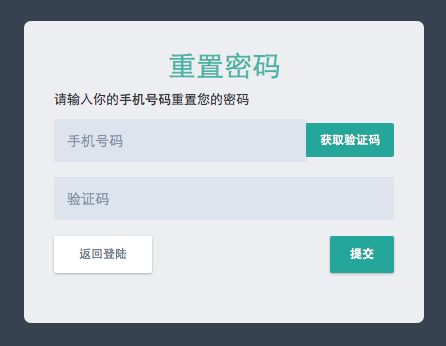 重置密码
请输入你的手机号码重置您的密码
手机号码
获取验证码
验证码
返回登陆
提交